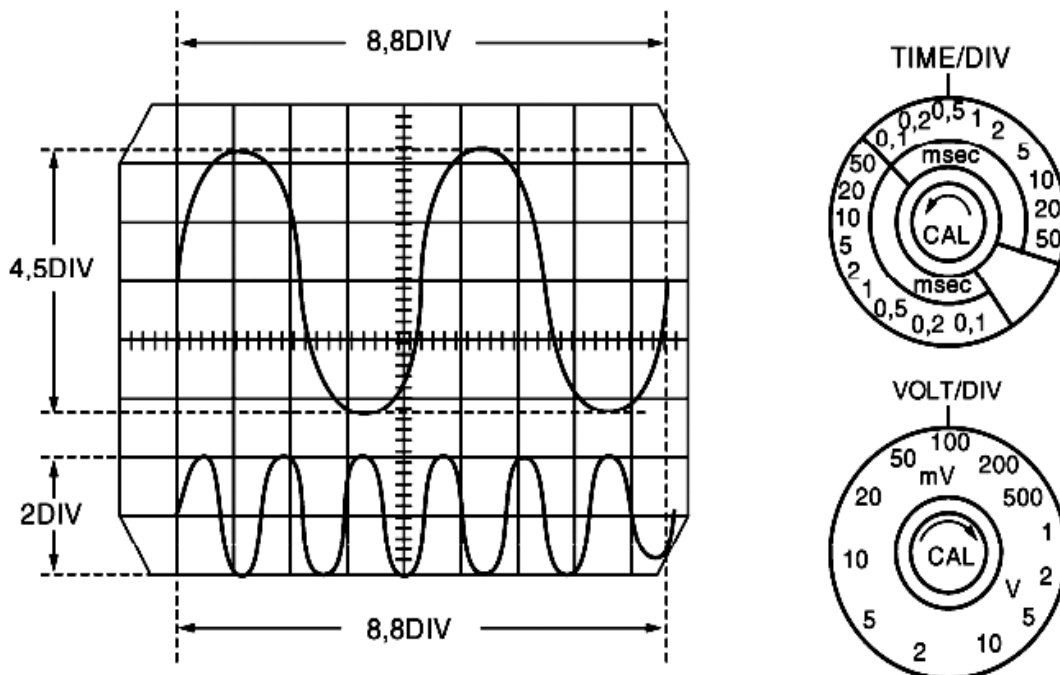 8,8DIV
4,5DIV
2DIV
8,8DIV
TIME/DIV
0,1 0,2 0,5 1 2 5 10 20 50
msec
50 20 10 5 2 1 0,5 0,2 0,1
msec
CAL
VOLT/DIV
2 5 10 20 50 100 200 500
mV
1 2 5 10
V
CAL